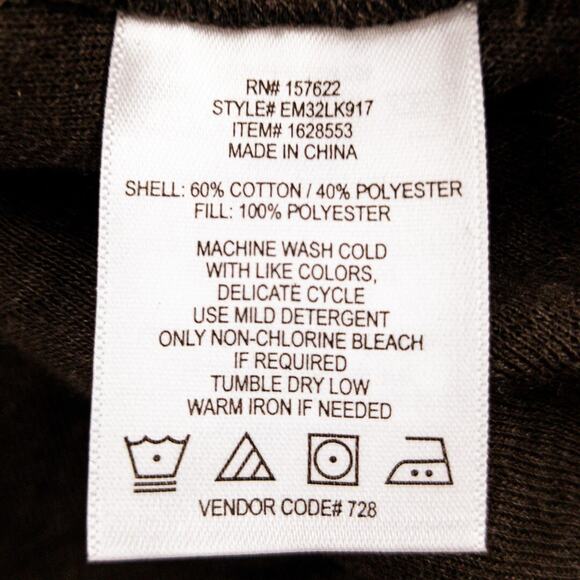 RN# 157622
STYLE# EM32LK917
ITEM# 1628553
MADE IN CHINA
SHELL: 60% COTTON / 40% POLYESTER
FILL: 100% POLYESTER
MACHINE WASH COLD
WITH LIKE COLORS,
DELICATE CYCLE
USE MILD DETERGENT
ONLY NON-CHLORINE BLEACH
IF REQUIRED
TUMBLE DRY LOW
WARM IRON IF NEEDED
VENDOR CODE# 728